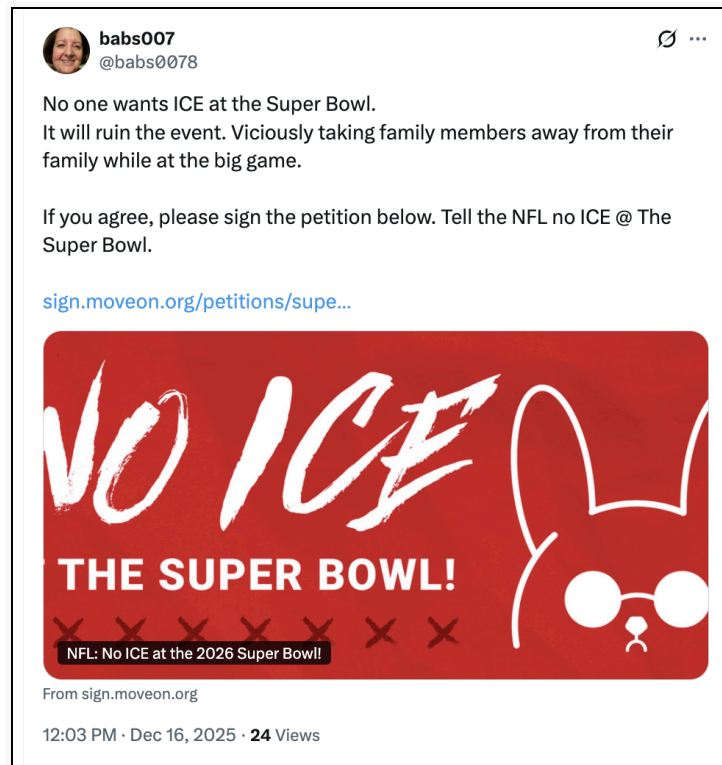 babs007
@babs0078
No one wants ICE at the Super Bowl.
It will ruin the event. Viciously taking family members away from their
family while at the big game.
If you agree, please sign the petition below. Tell the NFL no ICE @ The
Super Bowl.
sign.moveon.org/petitions/supe...
NO ICE
THE SUPER BOWL!
NFL: No ICE at the 2026 Super Bowl!
From sign.moveon.org
12:03 PM · Dec 16, 2025 · 24 Views